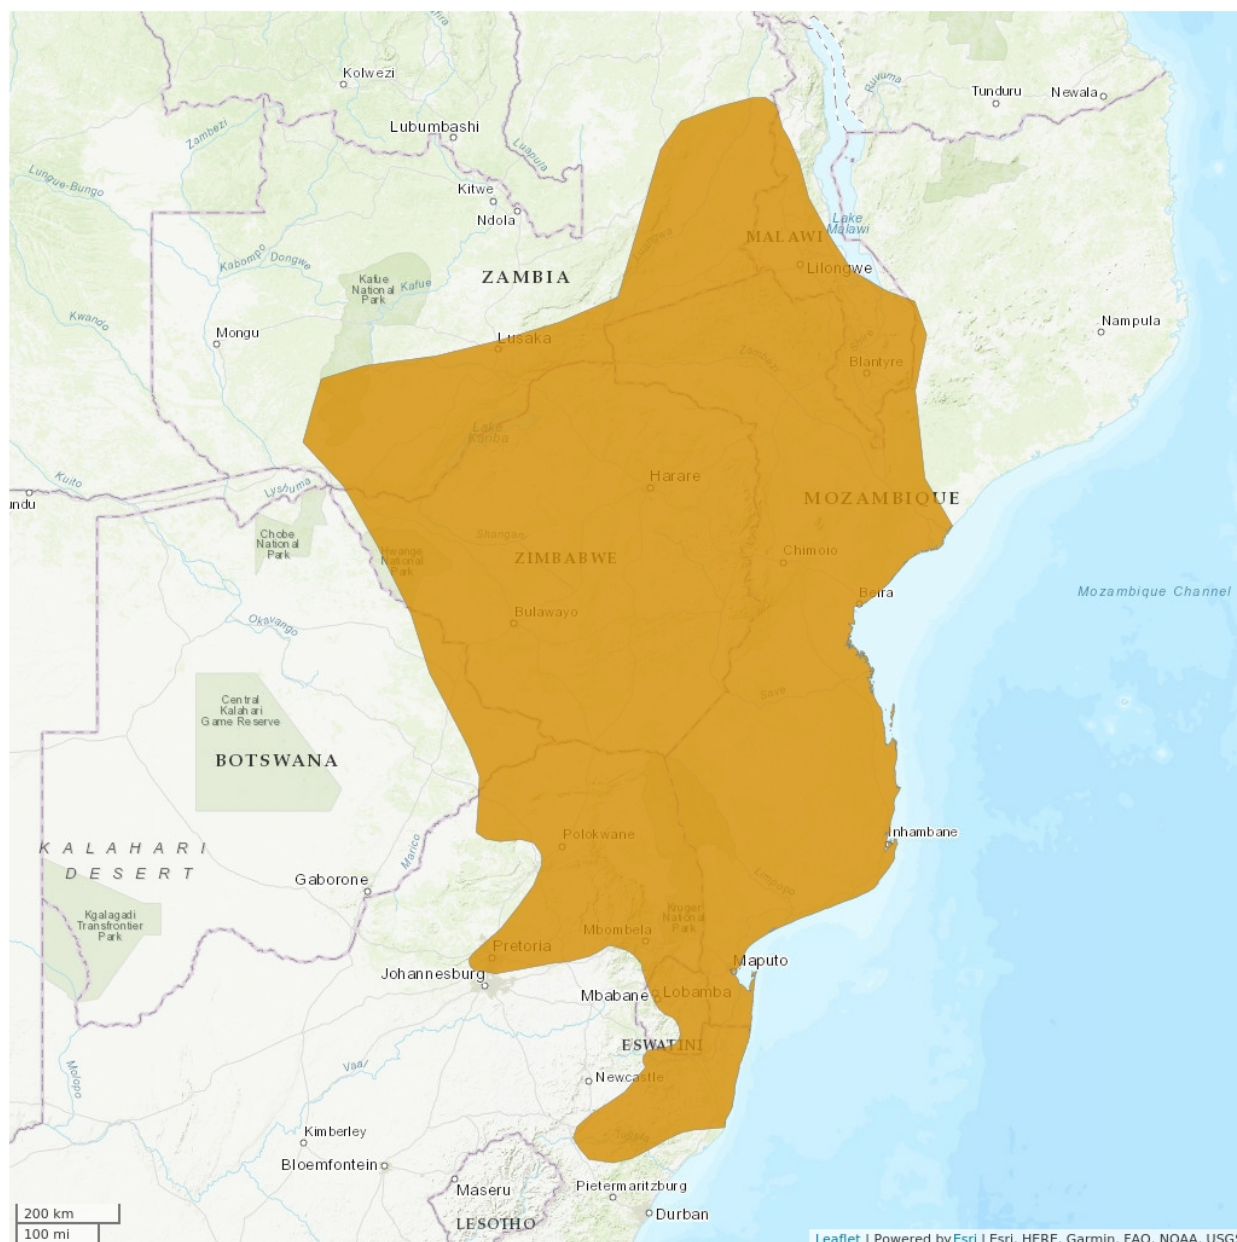 Kolwezi
Lubumbashi
Zambezi
Luapula
Tunduru
Newala
Ruvuma
Lungue-Bungo
Kitwe
Ndola
Kabompo
Dongwe
Kafue
National
Park
Kafue
ZAMBIA
Luangwa
MALAWI
Lake
Malawi
Lilongwe
Kwando
Mongu
Lusaka
Nampula
Zambezi
Blantyre
Lake
Kariba
Kuito
undu
Harare
MOZAMBIQUE
Chobe
National
Park
Shangani
Hwange
National
Park
ZIMBABWE
Chimoio
Beira
Mozambique Channel
Bulawayo
Okavango
Save
Central
Kalahari
Game Reserve
BOTSWANA
Polokwane
Inhambane
KALAHARI
DESERT
Marico
Gaborone
Limpopo
Kgalagadi
Transfrontier
Park
Kruger
National
Park
Mbombela
Pretoria
Johannesburg
Maputo
Mbabane
Lobamba
ESWATINI
Vaal
Molopo
Newcastle
Tugela
Kimberley
Bloemfontein
Maseru
Pietermaritzburg
Durban
LESOTHO
200 km
100 mi
Leaflet | Powered by Esri | Esri, HERE, Garmin, FAO, NOAA, USGS